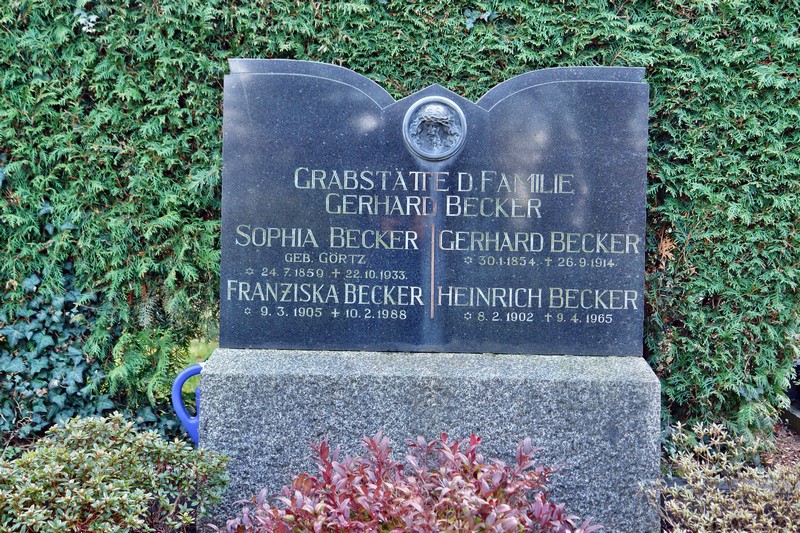 GRABSTÄTTE D. FAMILIE
GERHARD BECKER
SOPHIA BECKER
GEB. GÖRTZ
✩ 24.7.1859. ✝ 22.10.1933.
FRANZISKA BECKER
✩ 9.3.1905 ✝ 10.2.1988
GERHARD BECKER
✩ 30.1.1854. ✝ 26.9.1914.
HEINRICH BECKER
✩ 8.2.1902 ✝ 9.4.1965